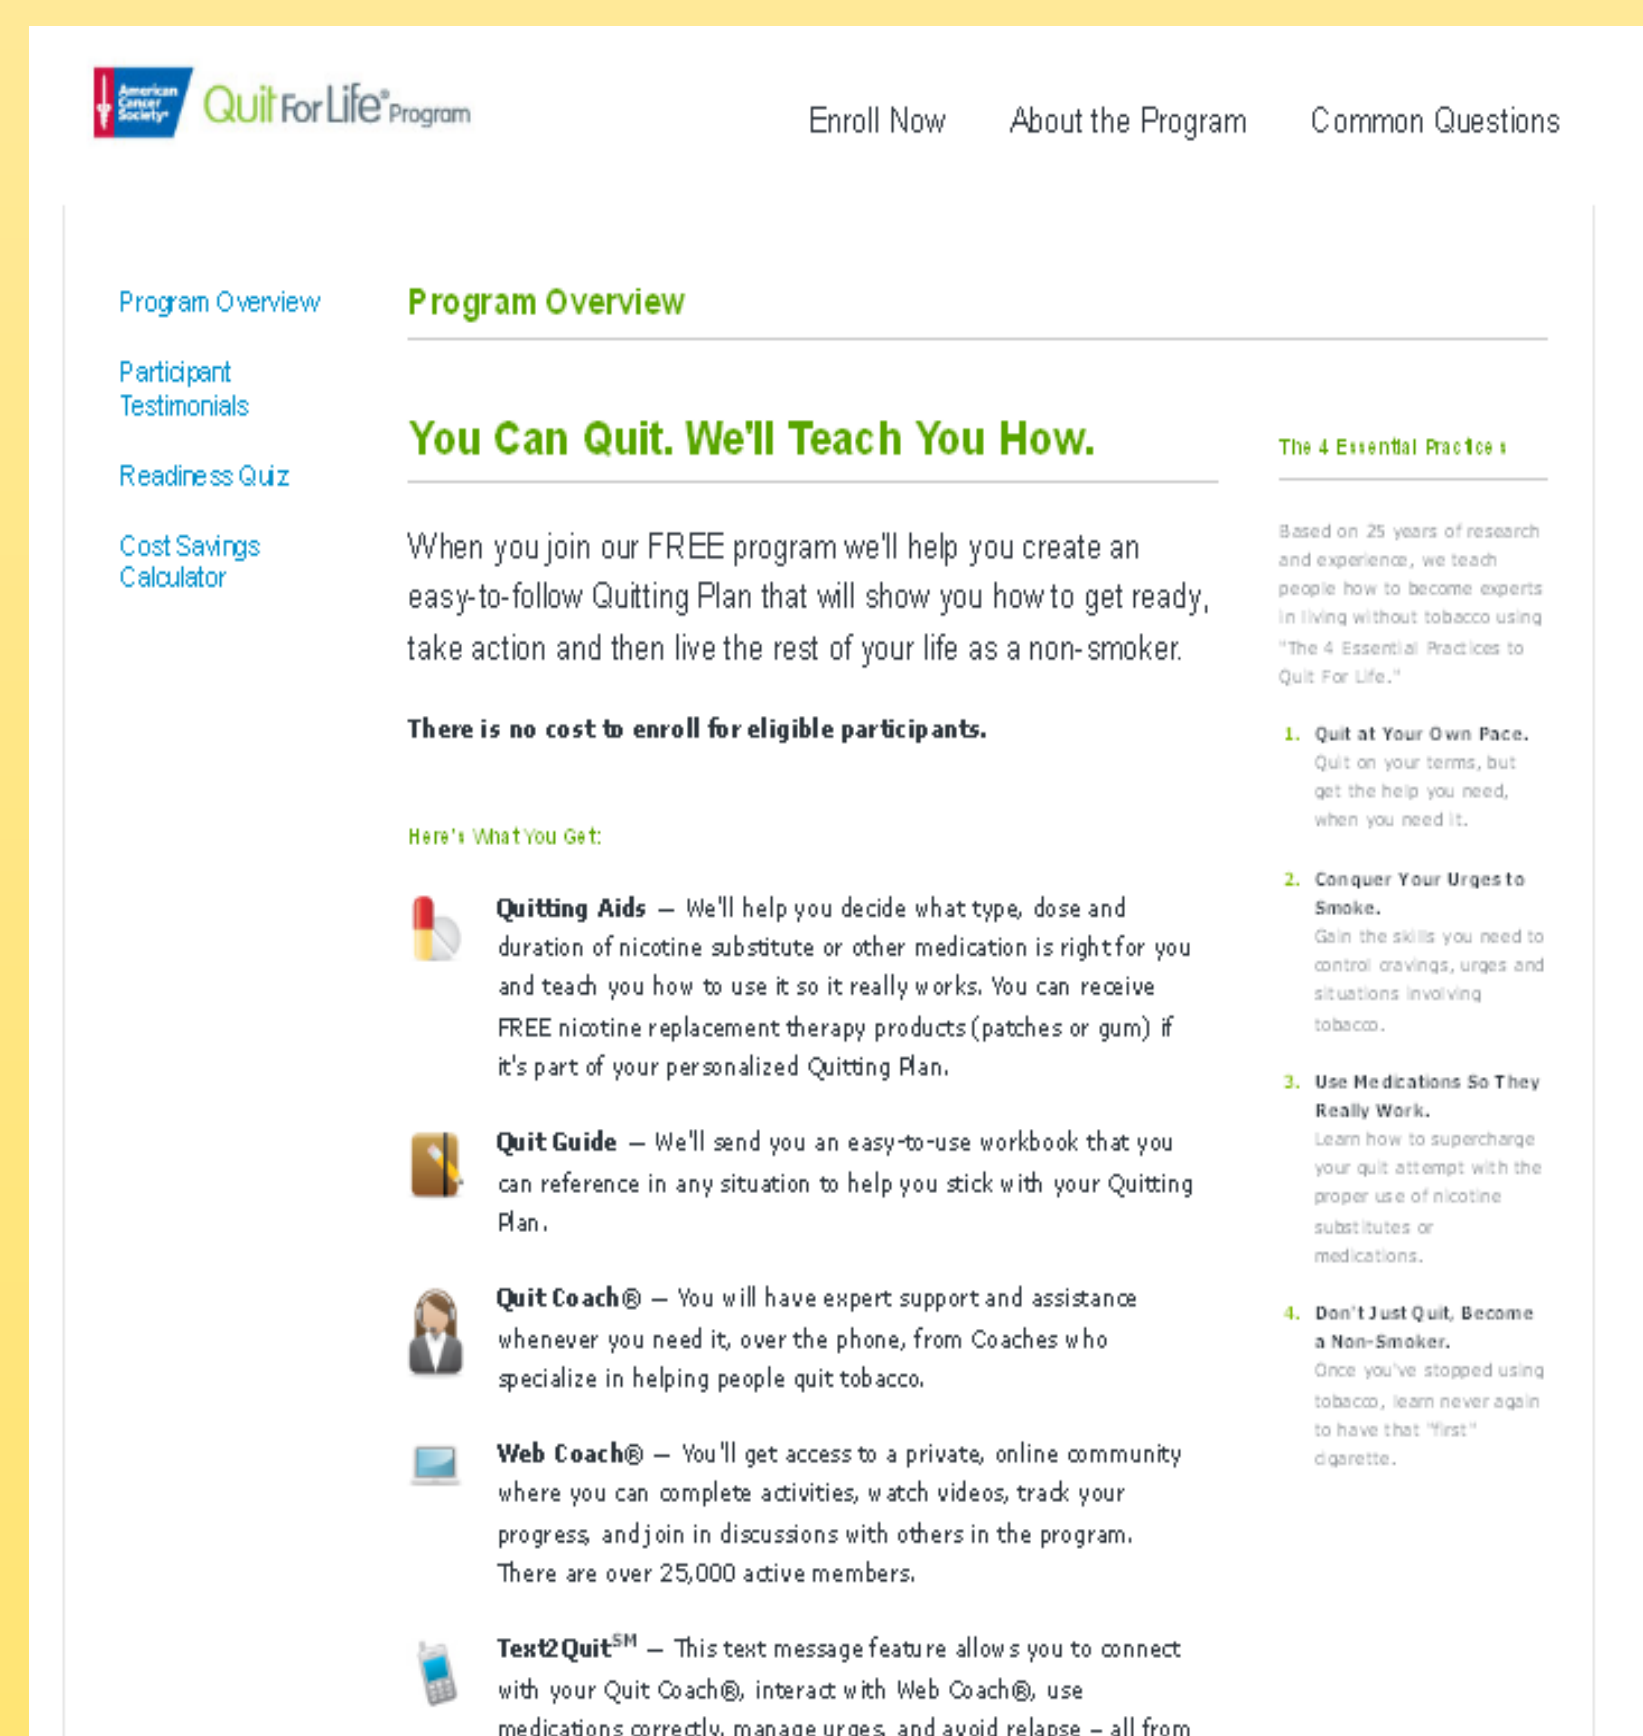 American
Cancer
Society®
Quit For Life® Program
Enroll Now
About the Program
Common Questions
Program Overview
Participant
Testimonials
Readiness Quiz
Cost Savings
Calculator
Program Overview
You Can Quit. We'll Teach You How.
When you join our FREE program we'll help you create an
easy-to-follow Quitting Plan that will show you how to get ready,
take action and then live the rest of your life as a non-smoker.
There is no cost to enroll for eligible participants.
Here's What You Get:
Quitting Aids – We'll help you decide what type, dose and
duration of nicotine substitute or other medication is right for you
and teach you how to use it so it really works. You can receive
FREE nicotine replacement therapy products (patches or gum) if
it's part of your personalized Quitting Plan.
Quit Guide – We'll send you an easy-to-use workbook that you
can reference in any situation to help you stick with your Quitting
Plan.
Quit Coach® – You will have expert support and assistance
whenever you need it, over the phone, from Coaches who
specialize in helping people quit tobacco.
Web Coach® – You'll get access to a private, online community
where you can complete activities, watch videos, track your
progress, and join in discussions with others in the program.
There are over 25,000 active members.
Text2Quit℠ – This text message feature allows you to connect
with your Quit Coach®, interact with Web Coach®, use
medications correctly, manage urges, and avoid relapse – all from
The 4 Essential Practices
Based on 25 years of research
and experience, we teach
people how to become experts
in living without tobacco using
"The 4 Essential Practices to
Quit For Life."
1. Quit at Your Own Pace.
Quit on your terms, but
get the help you need,
when you need it.
2. Conquer Your Urges to
Smoke.
Gain the skills you need to
control cravings, urges and
situations involving
tobacco.
3. Use Medications So They
Really Work.
Learn how to supercharge
your quit attempt with the
proper use of nicotine
substitutes or
medications.
4. Don't Just Quit, Become
a Non-Smoker.
Once you've stopped using
tobacco, learn never again
to have that "first"
cigarette.